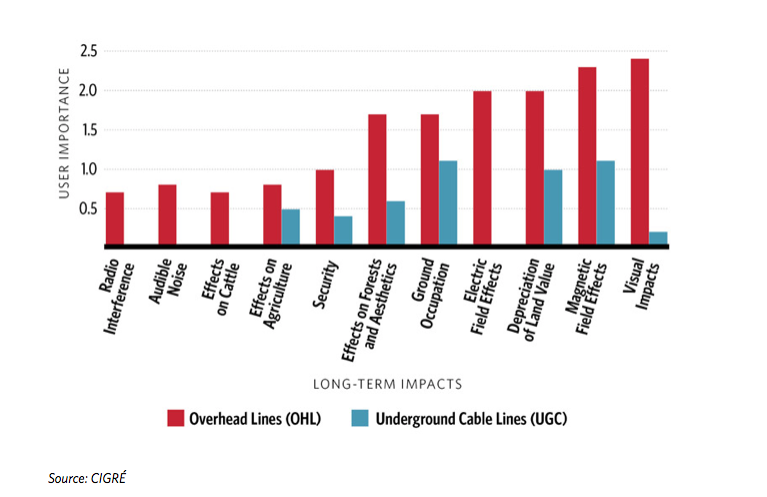 2.5
2.0
1.5
1.0
0.5
USER IMPORTANCE
Radio
Interference
Audible
Noise
Effects
on Cattle
Effects on
Agriculture
Security
Effects on Forests
and Aesthetics
Ground
Occupation
Electric
Field Effects
Depreciation
of Land Value
Magnetic
Field Effects
Visual
Impacts
LONG-TERM IMPACTS
Overhead Lines (OHL)
Underground Cable Lines (UGC)
Source: CIGRÉ